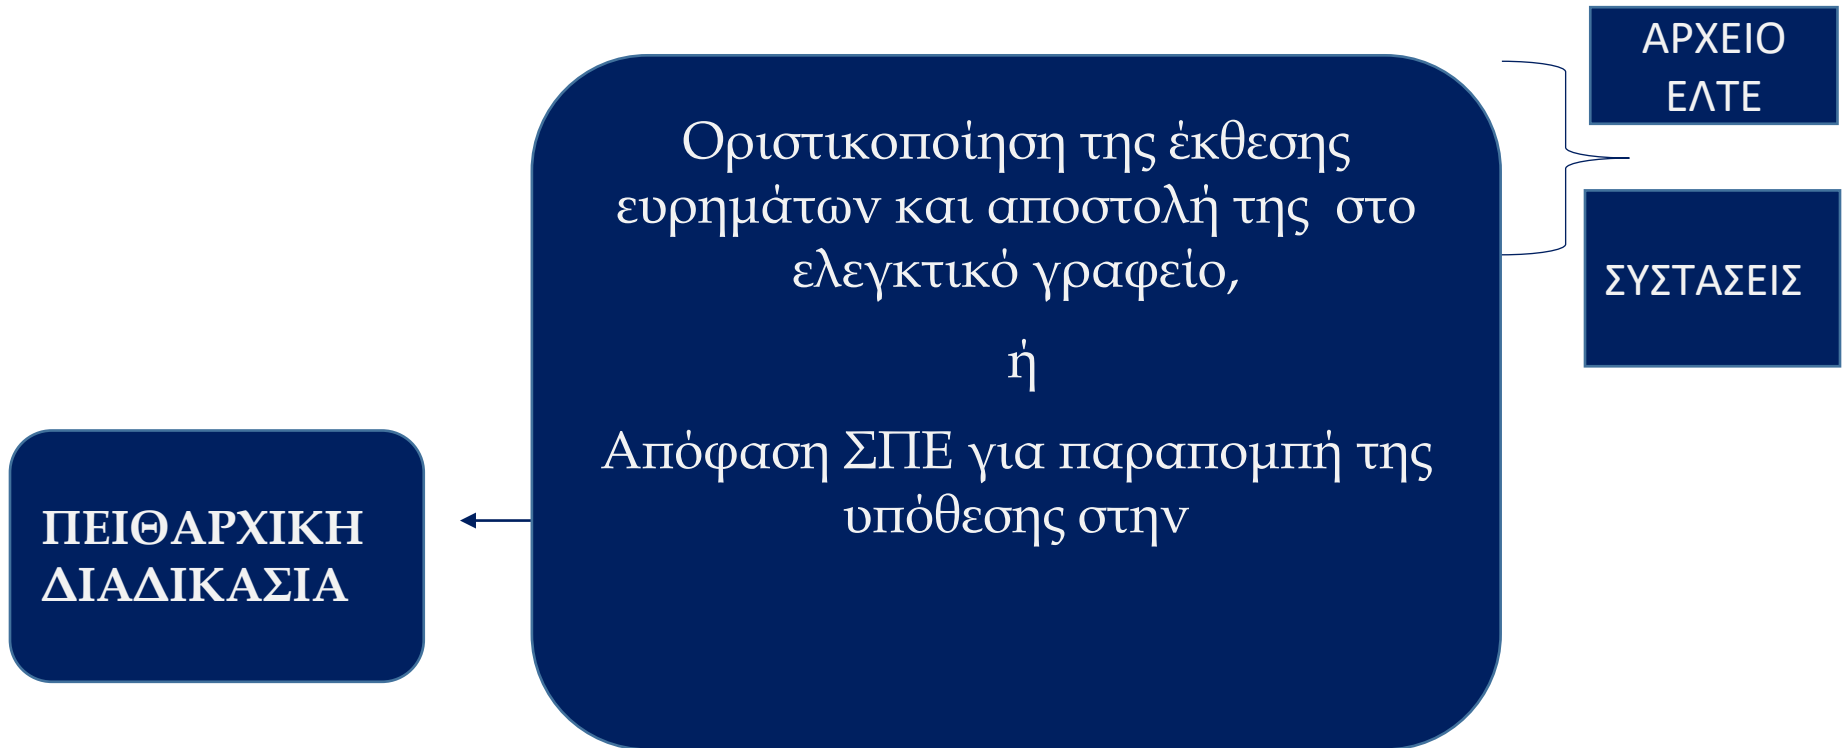 ΑΡΧΕΙΟ
ΕΛΤΕ
Οριστικοποίηση της έκθεσης
ευρημάτων και αποστολή της  στο
ελεγκτικό γραφείο,
ή
Απόφαση ΣΠΕ για παραπομπή της
υπόθεσης στην
ΣΥΣΤΑΣΕΙΣ
ΠΕΙΘΑΡΧΙΚΗ
ΔΙΑΔΙΚΑΣΙΑ